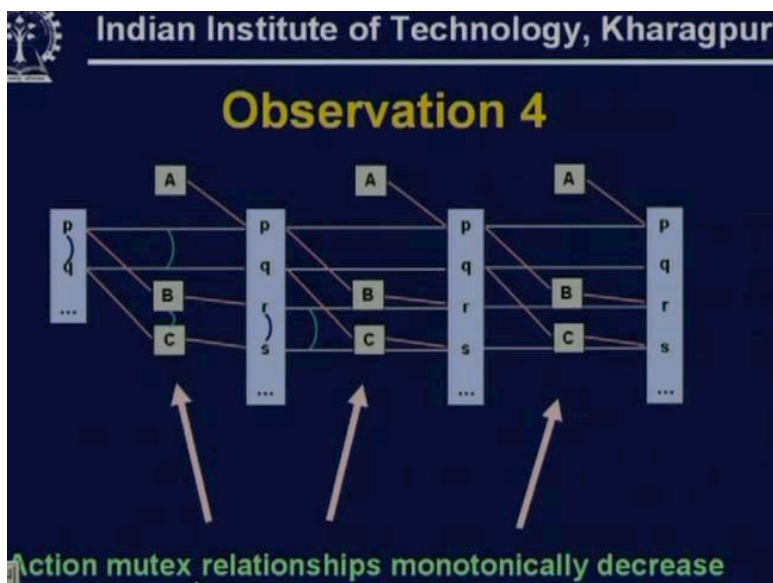 Indian Institute of Technology, Kharagpur
Observation 4
A A A
p p p p
q q q q
B B B
... r r r
C C C
s s s
... ... ...
Action mutex relationships monotonically decrease